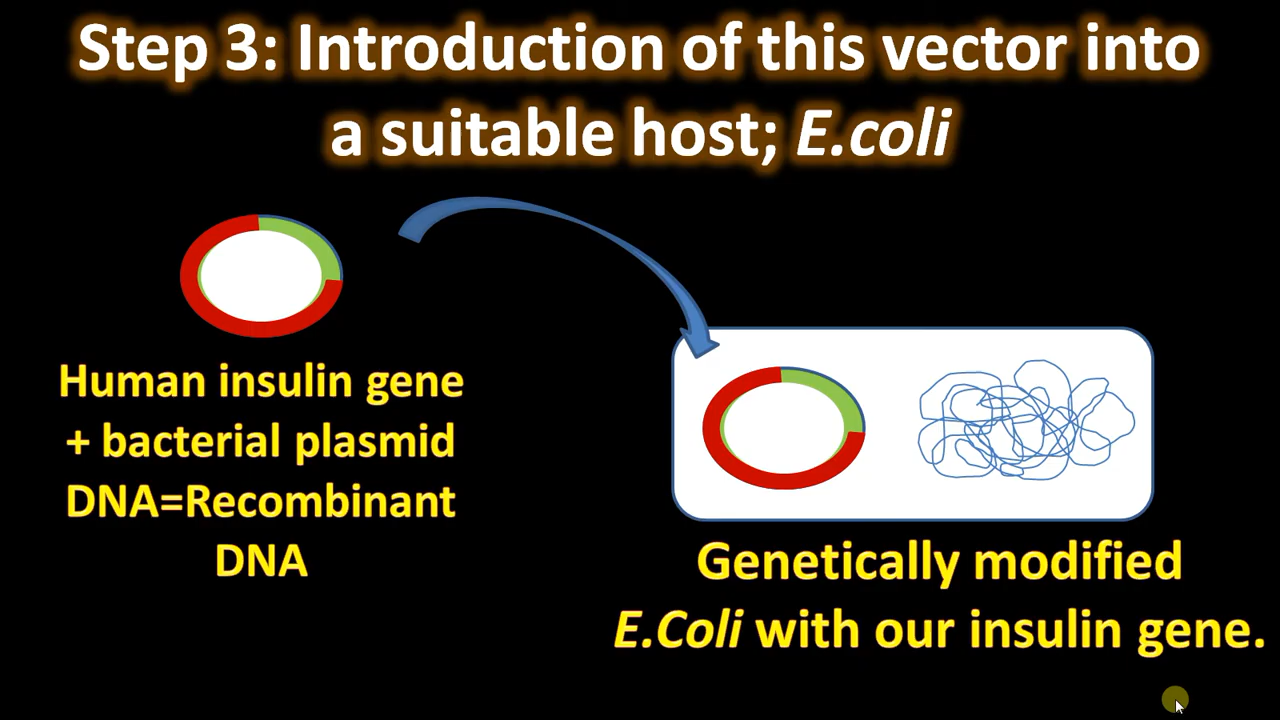 Step 3: Introduction of this vector into
a suitable host; E.coli
Human insulin gene
+ bacterial plasmid
DNA=Recombinant
DNA
Genetically modified
E.Coli with our insulin gene.